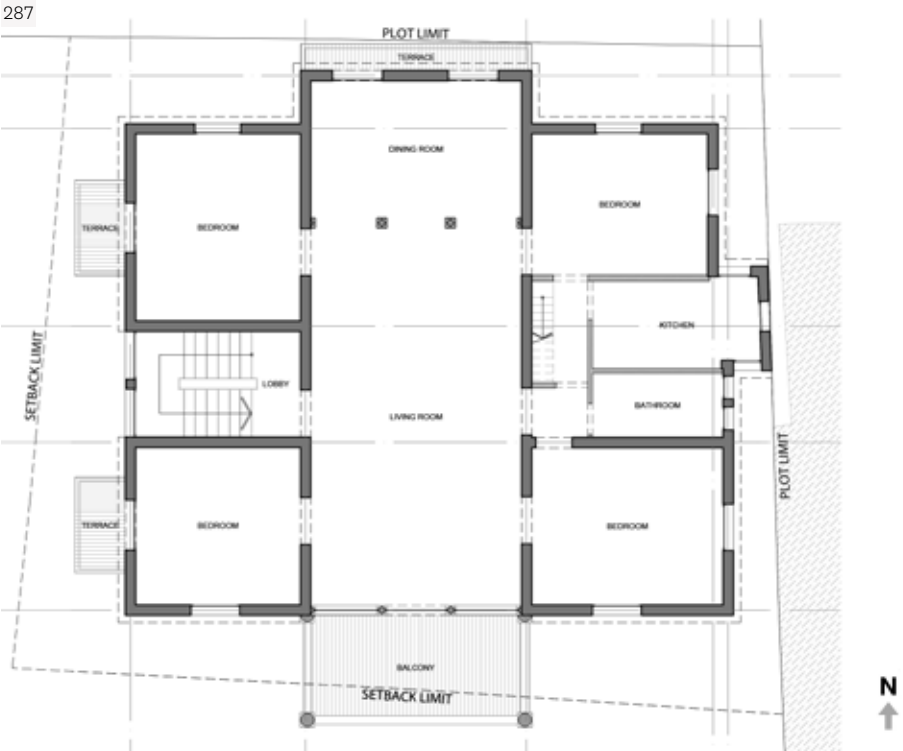 287
PLOT LIMIT
TERRACE
DINING ROOM
BEDROOM
BEDROOM
TERRACE
KITCHEN
SETBACK LIMIT
LOBBY
BATHROOM
LIVING ROOM
PLOT LIMIT
TERRACE
BEDROOM
BEDROOM
BALCONY
SETBACK LIMIT
N